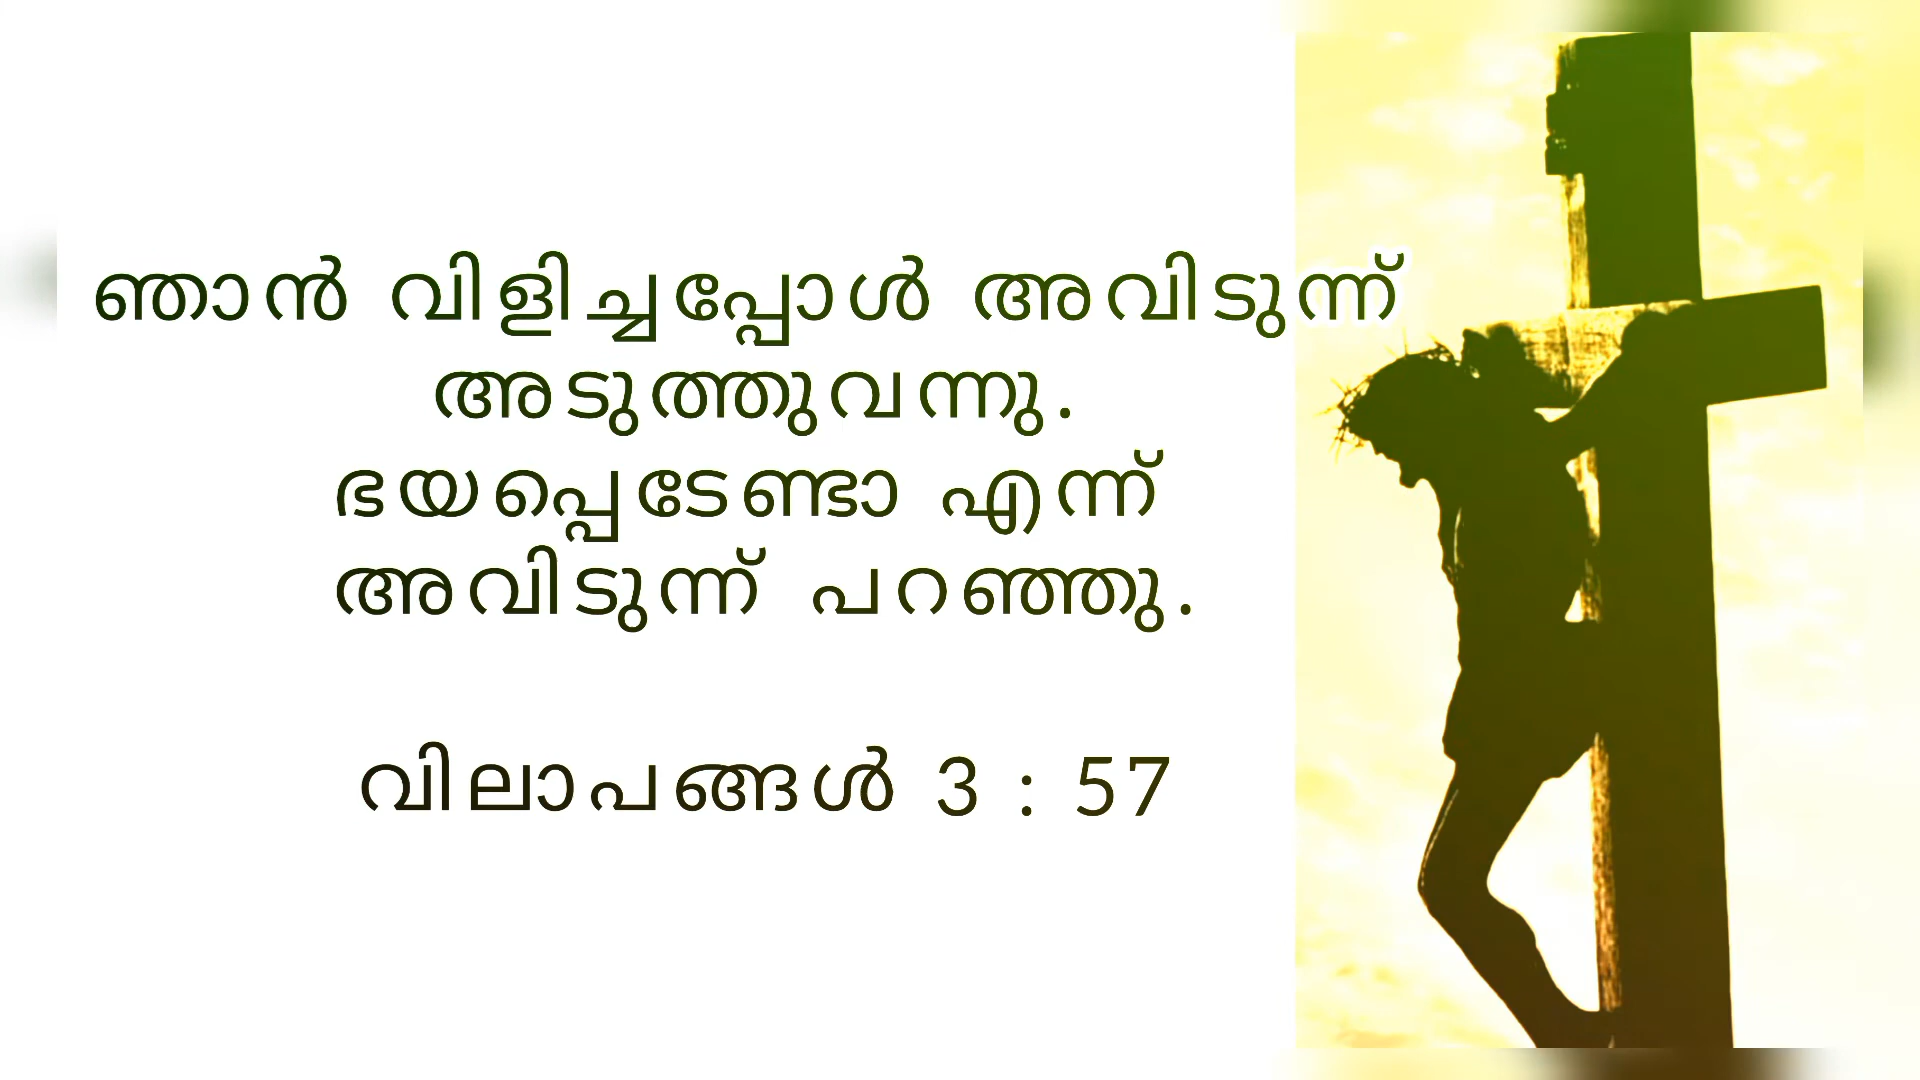 ഞാൻ വിളിച്ചപ്പോൾ അവിടുന്ന്
അടുത്തുവന്നു.
ഭയപ്പെടേണ്ടാ എന്ന്
അവിടുന്ന് പറഞ്ഞു.
വിലാപങ്ങൾ 3 : 57